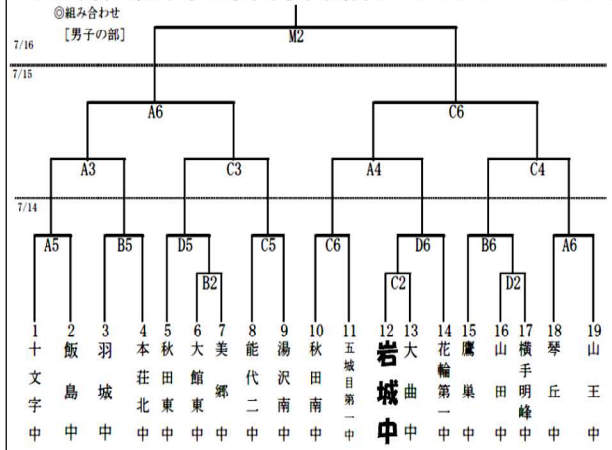 ◎組み合わせ
［男子の部］
7/16
M2
7/15
A6 C6
A3 C3 A4 C4
7/14
A5 B5 D5 C5 C6 D6 B6 A6
B2 C2 D2
1 十文字中
2 飯島中
3 羽城中
4 本荘北中
5 秋田東中
6 大館東中
7 美郷中
8 能代二中
9 湯沢南中
10 秋田南中
11 五城目第一中
12 岩城中
13 大曲中
14 花輪第一中
15 鷹巣中
16 山田中
17 横手明峰中
18 琴丘中
19 山王中